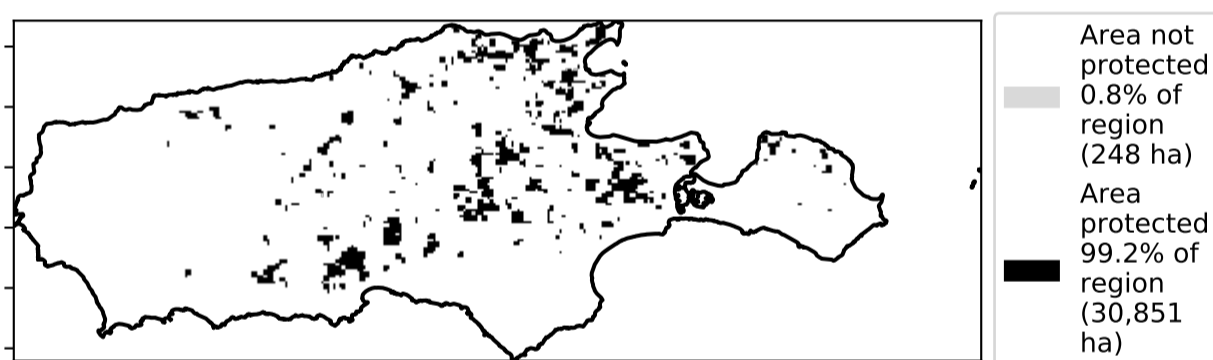 Area not
protected
0.8% of
region
(248 ha)
Area
protected
99.2% of
region
(30,851
ha)